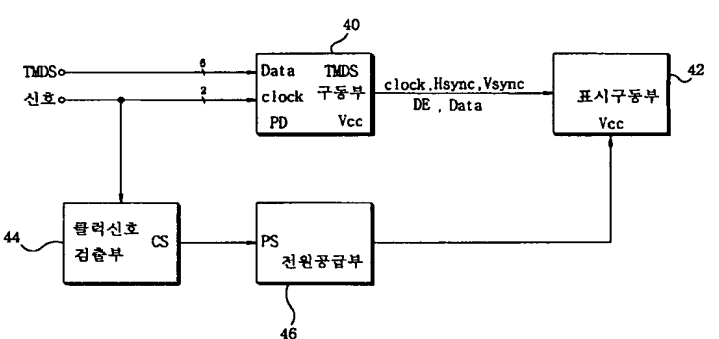 40
TMDS
신호
6
2
Data TMDS
clock 구동부
PD Vcc
clock,Hsync,Vsync
DE , Data
표시구동부
Vcc
42
클럭신호
검출부 CS
44
PS
전원공급부
46